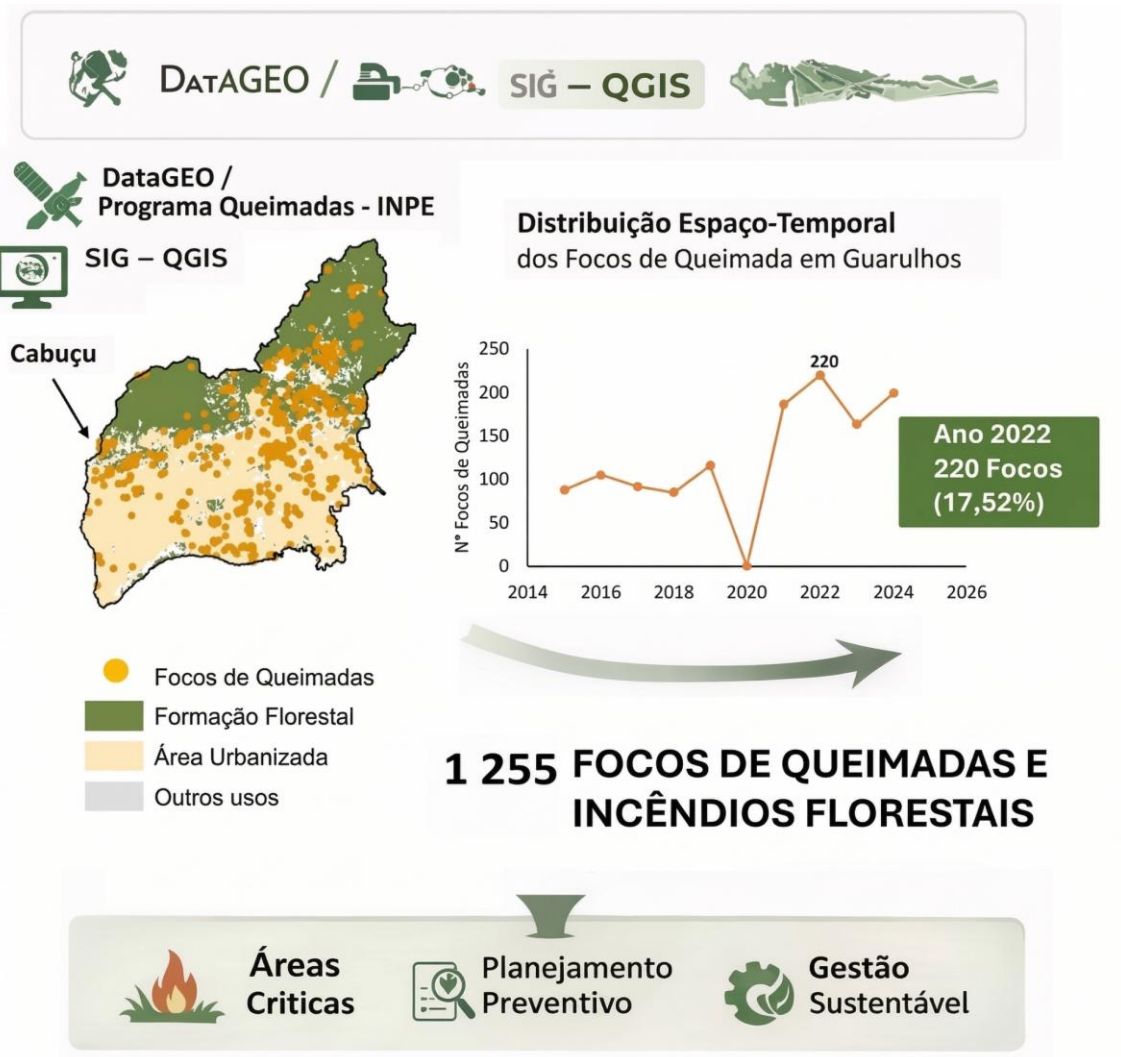 DATAGEO /
SIĠ – QGIS
DataGEO /
Programa Queimadas - INPE
SIG – QGIS
Cabuçu
Distribuição Espaço-Temporal
dos Focos de Queimada em Guarulhos
N° Focos de Queimadas
250
200
150
100
50
0
220
2014 2016 2018 2020 2022 2024 2026
Ano 2022
220 Focos
(17,52%)
Focos de Queimadas
Formação Florestal
Área Urbanizada
Outros usos
1 255 FOCOS DE QUEIMADAS E
INCÊNDIOS FLORESTAIS
Áreas
Criticas
Planejamento
Preventivo
Gestão
Sustentável